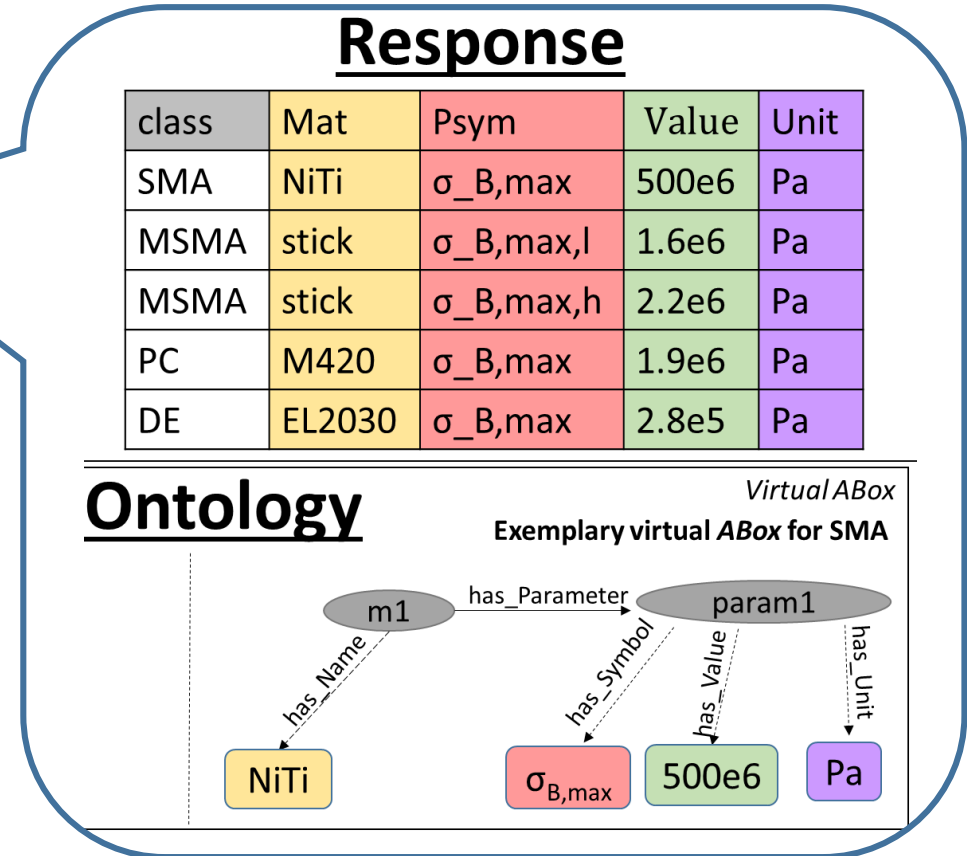 Response
class Mat Psym Value Unit
SMA NiTi σ_B,max 500e6 Pa
MSMA stick σ_B,max,l 1.6e6 Pa
MSMA stick σ_B,max,h 2.2e6 Pa
PC M420 σ_B,max 1.9e6 Pa
DE EL2030 σ_B,max 2.8e5 Pa
Ontology
Virtual ABox
Exemplary virtual ABox for SMA
m1 has_Parameter param1
has_Name has_Symbol has_Value has_Unit
NiTi σB,max 500e6 Pa